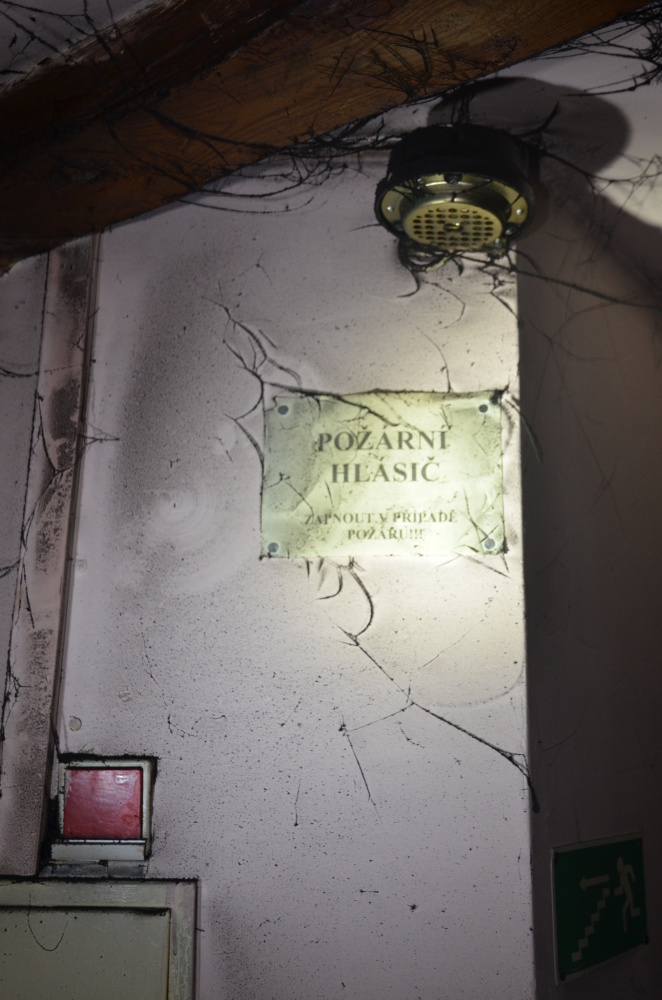 POŽÁRNÍ
HLÁSIČ
ZAPNOUT V PŘÍPADĚ
POŽÁRU!!!